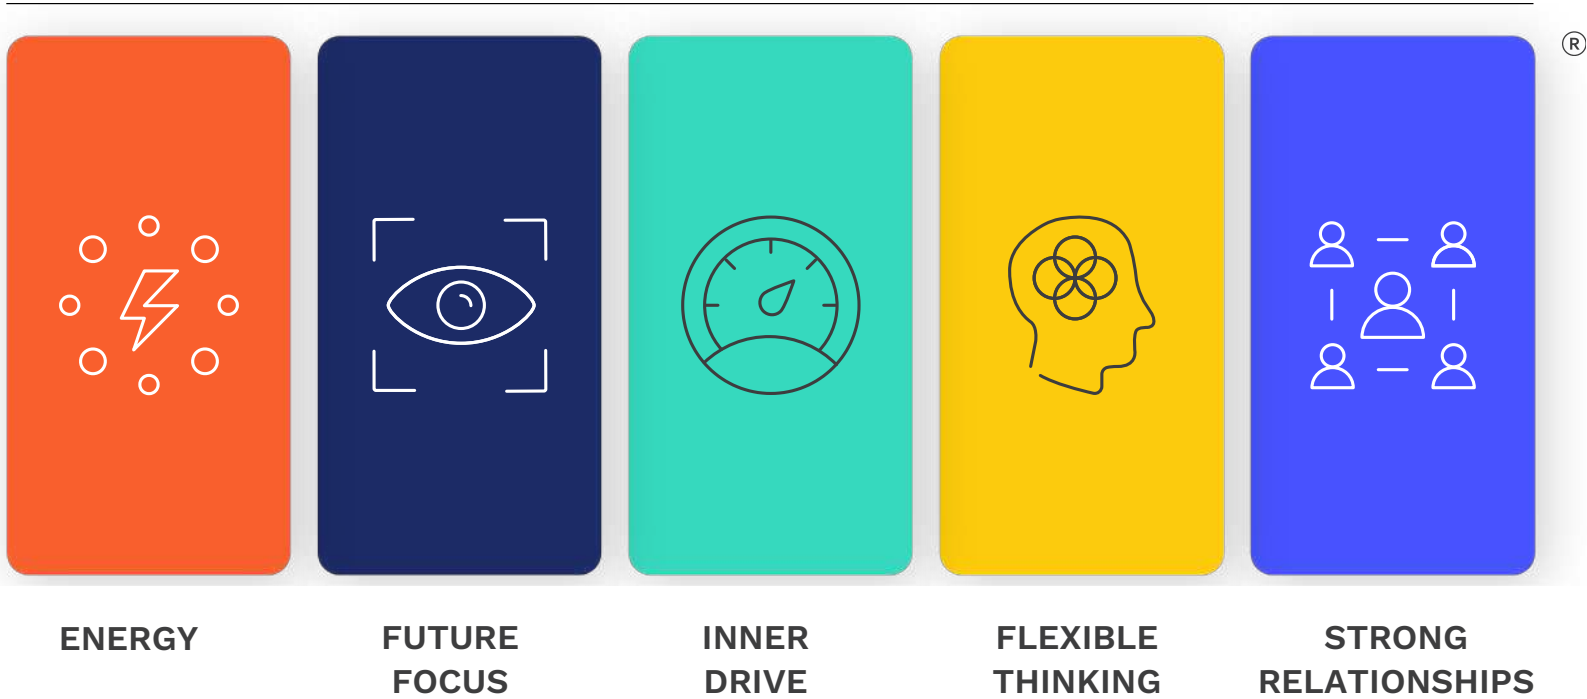 ®
ENERGY
FUTURE
FOCUS
INNER
DRIVE
FLEXIBLE
THINKING
STRONG
RELATIONSHIPS